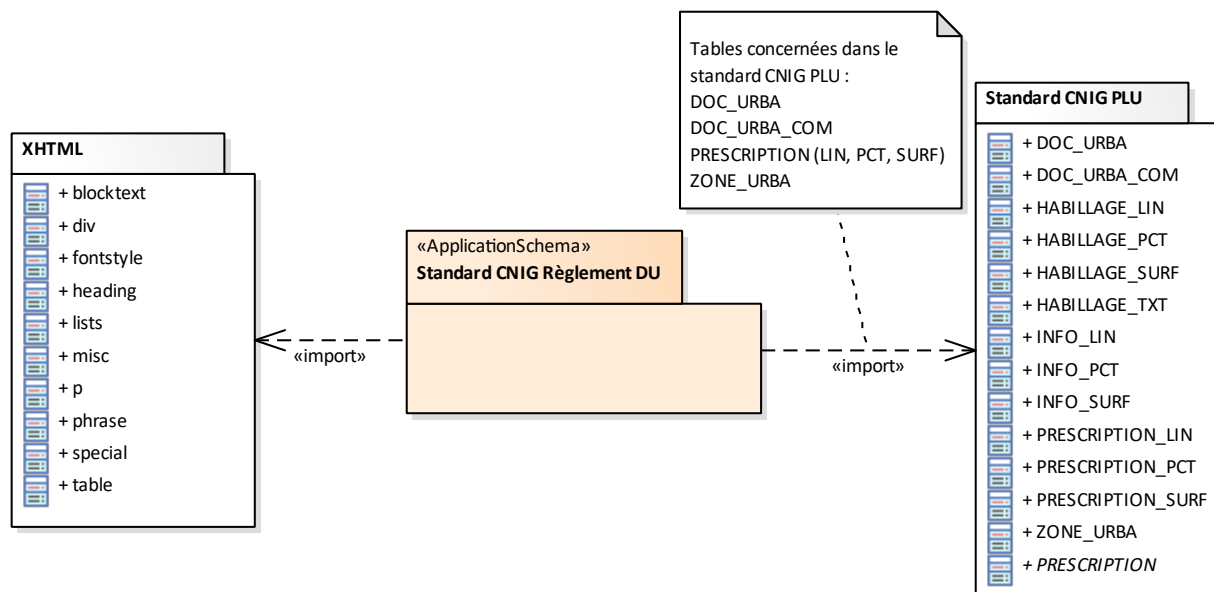 XHTML
+ blocktext
+ div
+ fontstyle
+ heading
+ lists
+ misc
+ p
+ phrase
+ special
+ table
«import»
«ApplicationSchema»
Standard CNIG Règlement DU
Tables concernées dans le
standard CNIG PLU :
DOC_URBA
DOC_URBA_COM
PRESCRIPTION (LIN, PCT, SURF)
ZONE_URBA
«import»
Standard CNIG PLU
+ DOC_URBA
+ DOC_URBA_COM
+ HABILLAGE_LIN
+ HABILLAGE_PCT
+ HABILLAGE_SURF
+ HABILLAGE_TXT
+ INFO_LIN
+ INFO_PCT
+ INFO_SURF
+ PRESCRIPTION_LIN
+ PRESCRIPTION_PCT
+ PRESCRIPTION_SURF
+ ZONE_URBA
+ PRESCRIPTION